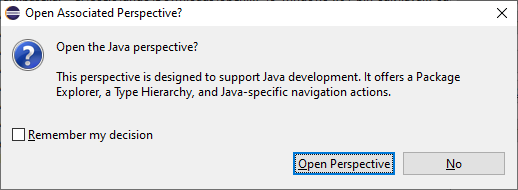 Open Associated Perspective?
Open the Java perspective?
This perspective is designed to support Java development. It offers a Package
Explorer, a Type Hierarchy, and Java-specific navigation actions.
Remember my decision
Open Perspective
No